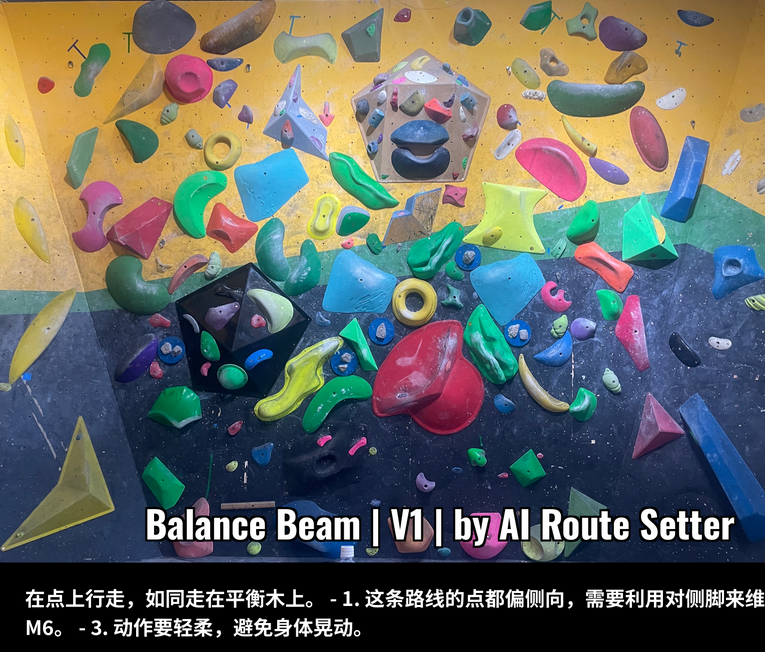 Balance Beam | V1 | by AI Route Setter
在点上行走，如同走在平衡木上。 - 1. 这条路线的点都偏侧向，需要利用对侧脚来维
M6。 - 3. 动作要轻柔，避免身体晃动。